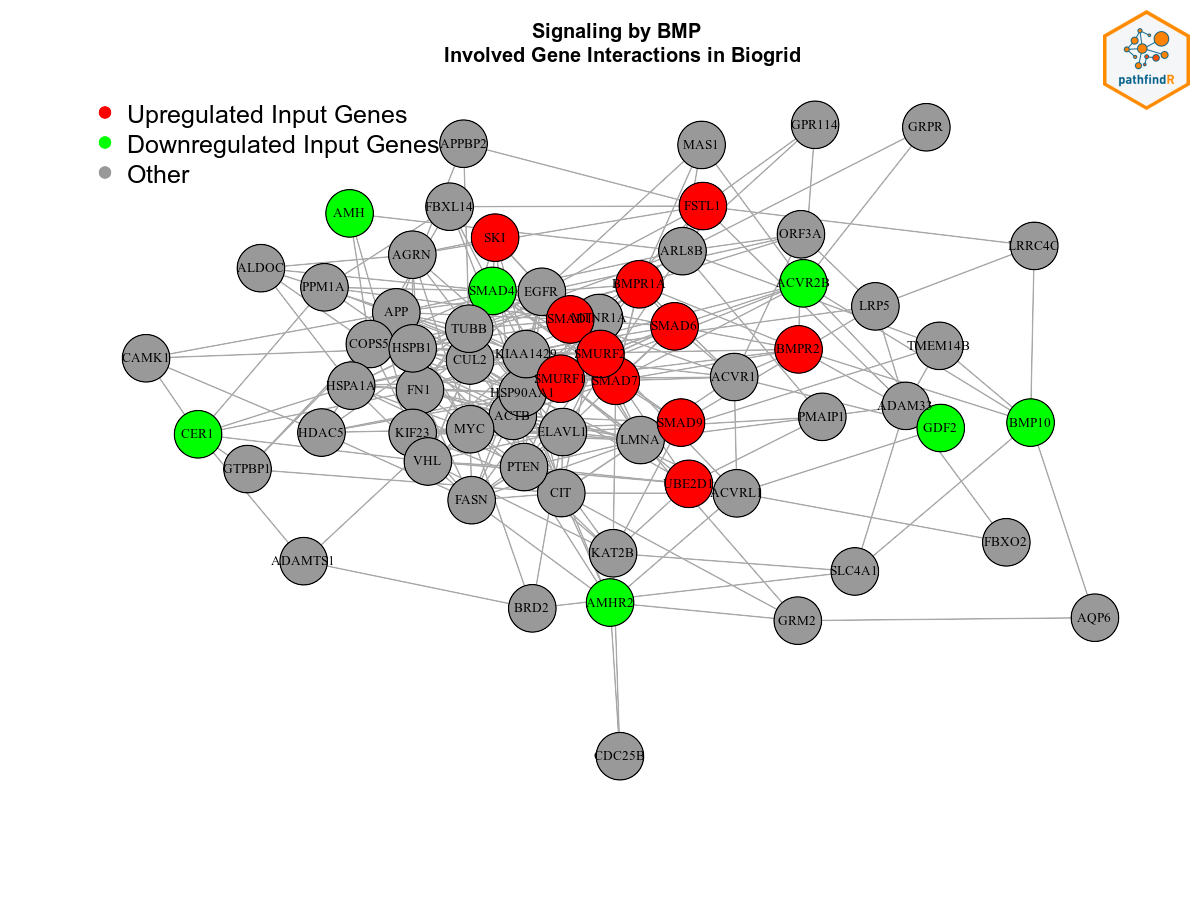 Signaling by BMP
Involved Gene Interactions in Biogrid
pathfindR
Upregulated Input Genes
Downregulated Input Genes
Other
APPBP2
MAS1
GPR114
GRPR
AMH
FBXL14
FSTL1
SKI
ORF3A
LRRC4C
AGRN
ARL8B
ALDOC
PPM1A
SMAD4
EGFR
BMPR1A
ACVR2B
LRP5
APP
SMAD6
TUBB
COPS5
HSPB1
CUL2
KIAA1429
SMURF2
BMPR2
TMEM14B
CAMK1
HSPA1A
FN1
HSP90AA1
SMURF1
SMAD7
ACVR1
ADAM33
PMAIP1
ACTB
CER1
HDAC5
KIF23
MYC
ELAVL1
LMNA
SMAD9
GDF2
BMP10
GTPBP1
VHL
PTEN
UBE2D1
ACVRL1
FASN
CIT
ADAMTS1
KAT2B
FBXO2
SLC4A1
BRD2
AMHR2
GRM2
AQP6
CDC25B